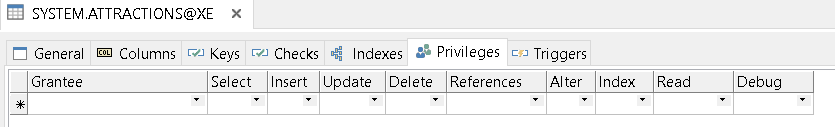 SYSTEM.ATTRACTIONS@XE
General Columns Keys Checks Indexes Privileges Triggers
Grantee Select Insert Update Delete References Alter Index Read Debug